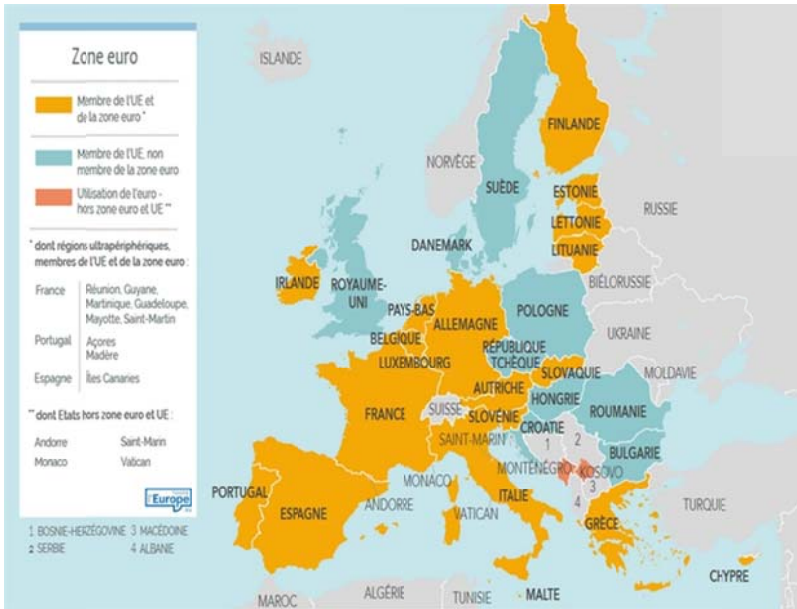 Zone euro
Membre de l'UE et
de la zone euro *
Membre de l'UE, non
membre de la zone euro
Utilisation de l'euro -
hors zone euro et UE **
* dont régions ultrapériphériques,
membres de l'UE et de la zone euro :
France
Réunion, Guyane,
Martinique, Guadeloupe,
Mayotte, Saint-Martin
Portugal
Açores
Madère
Espagne
Îles Canaries
** dont Etats hors zone euro et UE :
Andorre Saint-Marin
Monaco Vatican
l'Europe
1 BOSNIE-HERZÉGOVINE 3 MACÉDOINE
2 SERBIE 4 ALBANIE
ISLANDE
FINLANDE
NORVÈGE
SUÈDE
ESTONIE
RUSSIE
LETTONIE
DANEMARK
LITUANIE
IRLANDE
ROYAUME-
UNI
BIÉLORUSSIE
PAYS-BAS
POLOGNE
ALLEMAGNE
UKRAINE
BELGIQUE
RÉPUBLIQUE
TCHÈQUE
LUXEMBOURG
SLOVAQUIE
MOLDAVIE
AUTRICHE
HONGRIE
FRANCE
SUISSE
SLOVÉNIE
ROUMANIE
CROATIE
SAINT-MARIN
1
2
BULGARIE
MONTÉNÉGRO
KOSOVO
MONACO
3
PORTUGAL
ESPAGNE
ANDORRE
ITALIE
4
TURQUIE
VATICAN
GRÈCE
CHYPRE
MAROC
ALGÉRIE
TUNISIE
MALTE